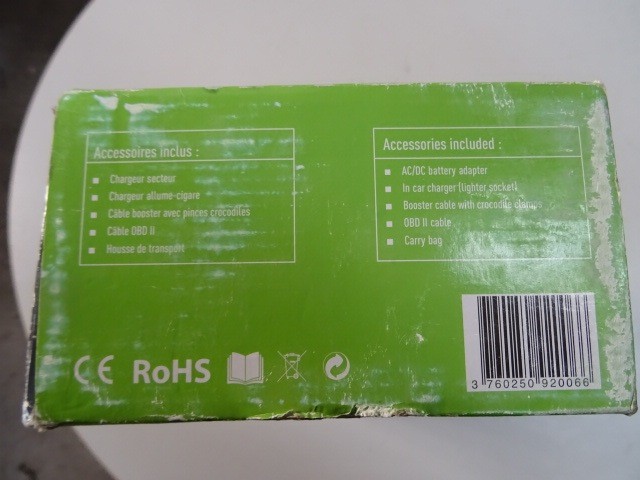 Accessoires inclus :
Chargeur secteur
Chargeur allume-cigare
Câble booster avec pinces crocodiles
Câble OBD II
Housse de transport
Accessories included :
AC/DC battery adapter
In car charger (lighter socket)
Booster cable with crocodile clamps
OBD II cable
Carry bag
CE RoHS
3 760250 920066